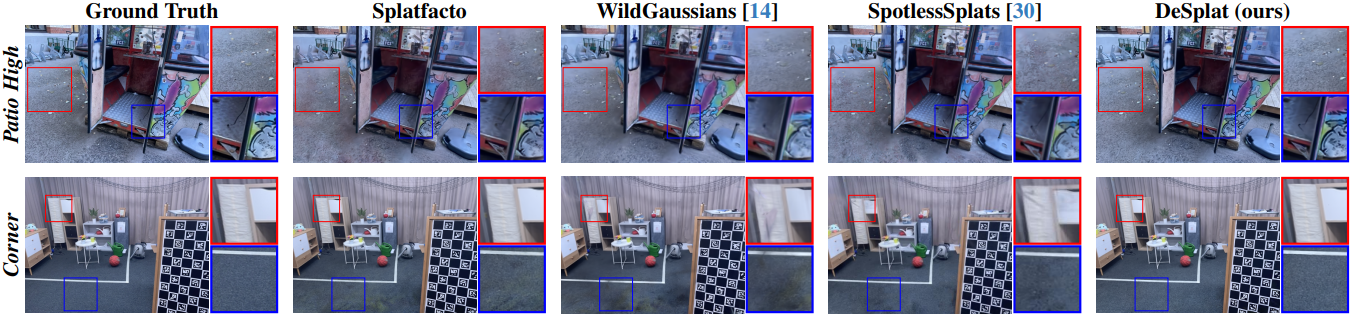 Ground Truth
Splatfacto
WildGaussians [14]
SpotlessSplats [30]
DeSplat (ours)
Patio High
Corner